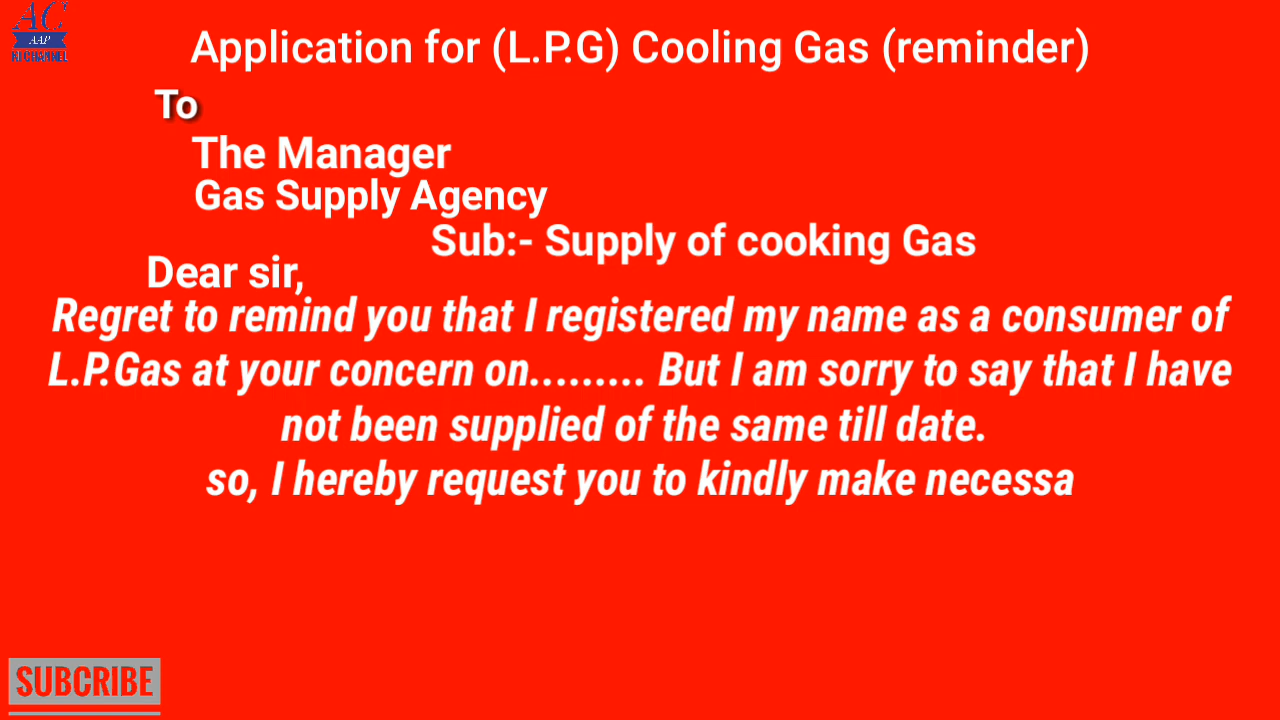 AC
AAP
KI CHANNEL
Application for (L.P.G) Cooling Gas (reminder)
To
The Manager
Gas Supply Agency
Sub:- Supply of cooking Gas
Dear sir,
Regret to remind you that I registered my name as a consumer of
L.P.Gas at your concern on......... But I am sorry to say that I have
not been supplied of the same till date.
so, I hereby request you to kindly make necessa
SUBCRIBE